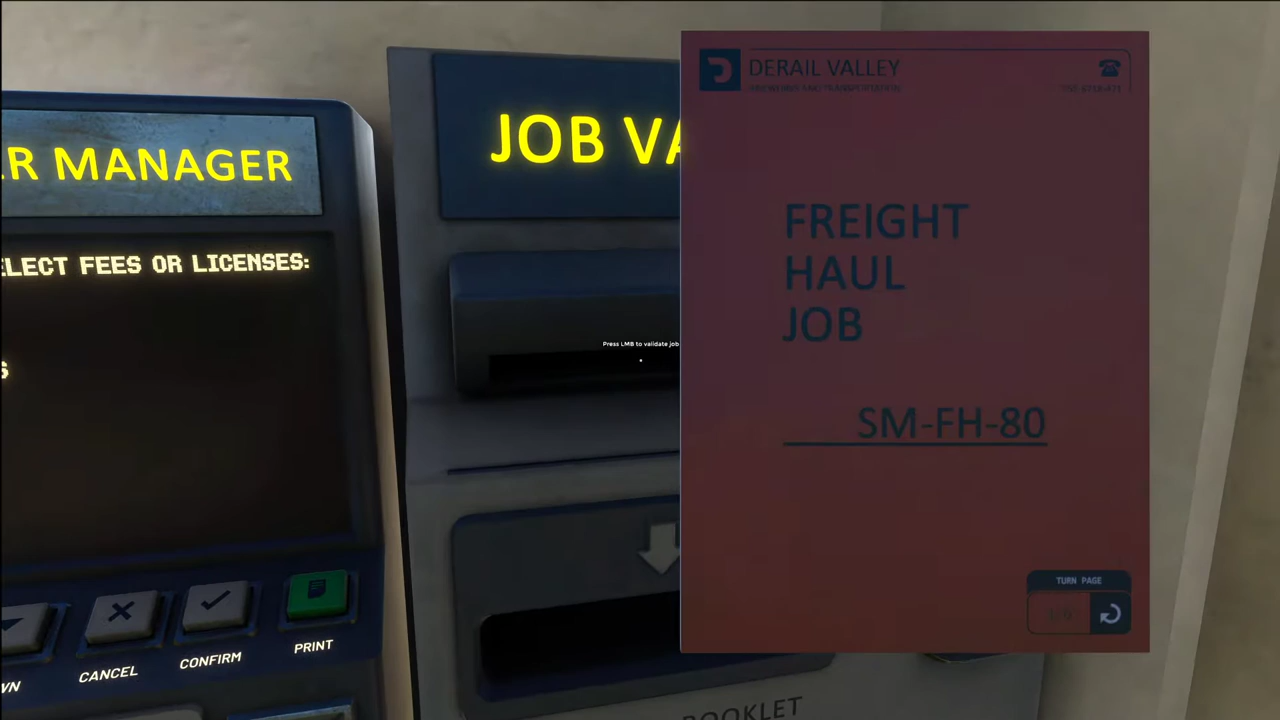 R MANAGER
ELECT FEES OR LICENSES:
S
VN
CANCEL
CONFIRM
PRINT
JOB VA
Press LMB to validate job
BOOKLET
DERAIL VALLEY
FREIGHT
HAUL
JOB
SM-FH-80
TURN PAGE